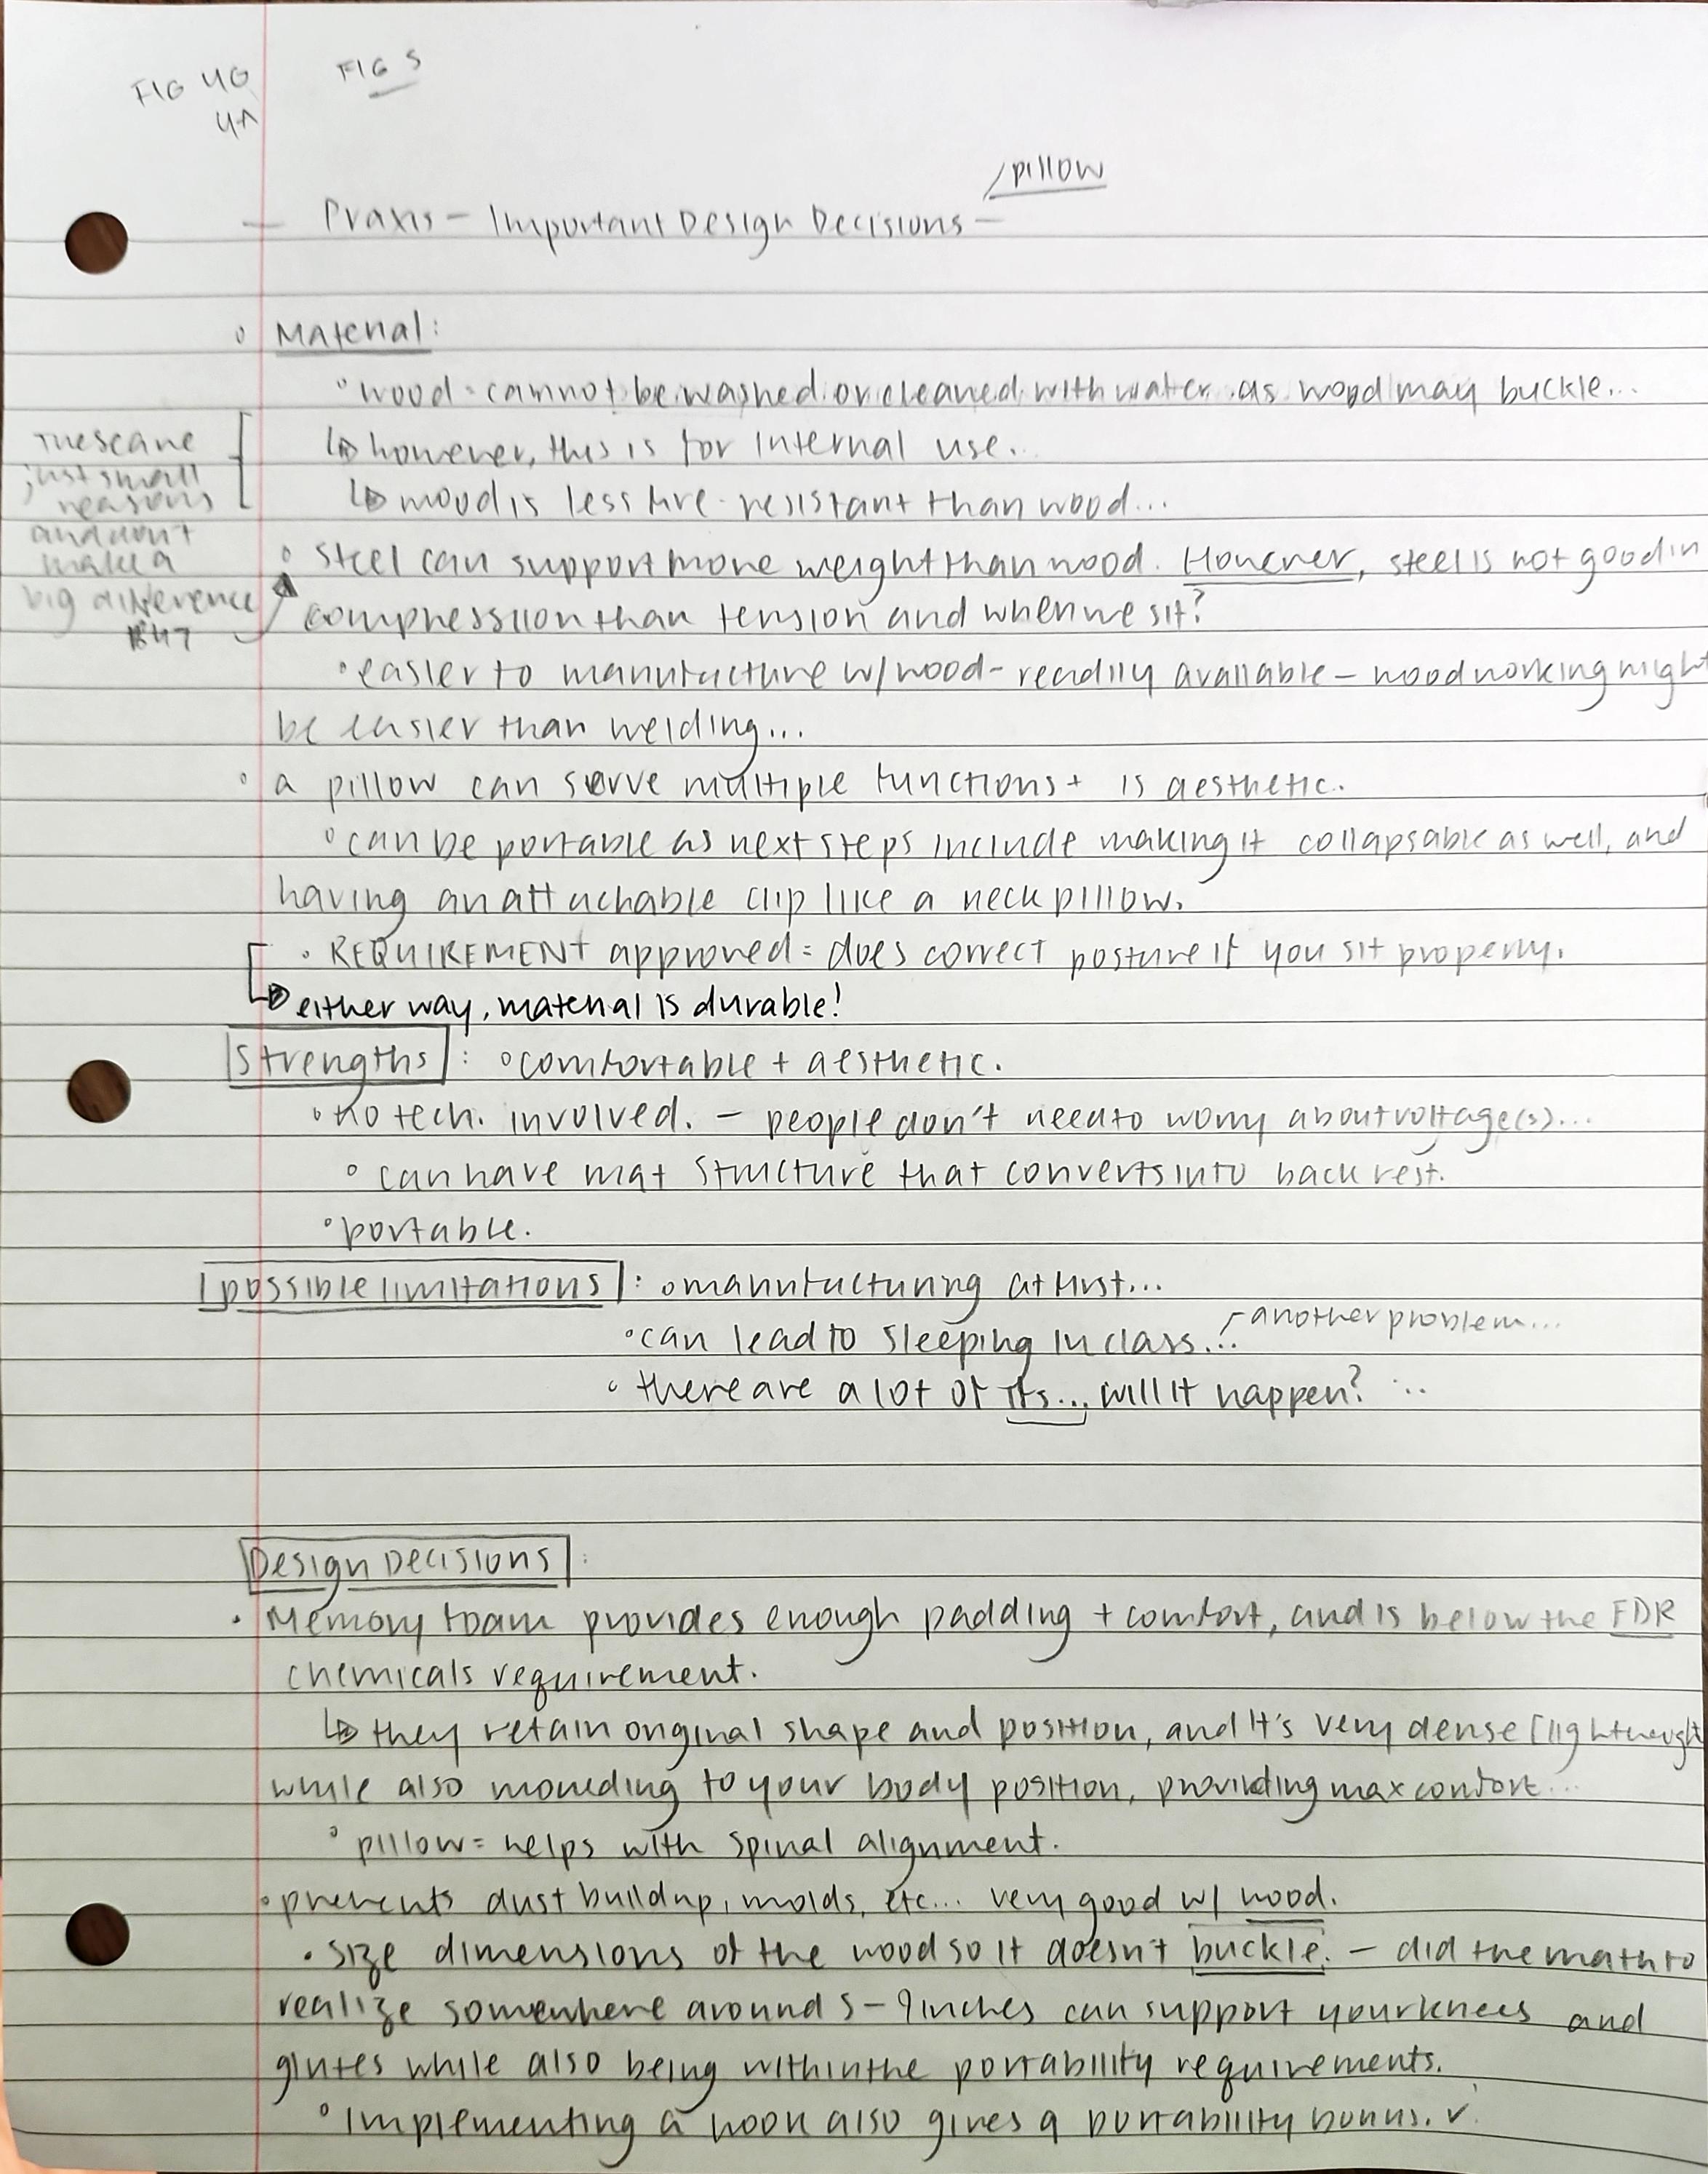 FIG 4G
4A
FIG 5
/pillow
— Praxis — Important Design Decisions —
Material:
wood = cannot be washed or cleaned with water as wood may buckle...
↳ however, this is for internal use..
↳ wood is less fire-resistant than wood...
these are
just small
reasons
and don't
make a
big difference
steel can support more weight than wood. However, steel is not good in
compression than tension and when we sit?
easier to manufacture w/ wood - readily available - woodworking might
be easier than welding...
a pillow can serve multiple functions + is aesthetic.
can be portable as next steps include making it collapsable as well, and
having an attachable clip like a neck pillow.
REQUIREMENT approved = does correct posture if you sit properly.
↳ either way, material is durable!
Strengths: comfortable + aesthetic.
no tech. involved. — people don't need to worry about voltage(s)...
can have mat structure that converts into back rest.
portable.
possible limitations: manufacturing at first...
can lead to sleeping in class... another problem...
there are a lot of ifs... will it happen? ...
Design Decisions:
Memory foam provides enough padding + comfort, and is below the FDR
chemicals requirement.
↳ they retain original shape and position, and it's very dense [lightweight
while also moulding to your body position, providing max comfort...
pillow = helps with spinal alignment.
prevents dust buildup, molds, etc... very good w/ wood.
size dimensions of the wood so it doesn't buckle. — did the math to
realize somewhere around 5-9 inches can support your knees and
glutes while also being within the portability requirements.
Implementing a hook also gives a portability bonus. ✓